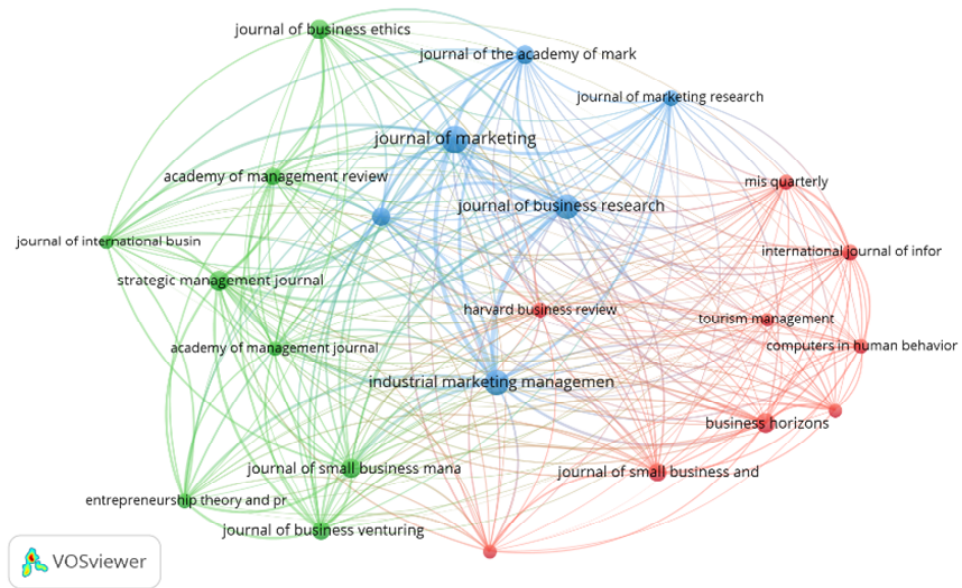 journal of business ethics
journal of the academy of mark
journal of marketing research
journal of marketing
academy of management review
mis quarterly
journal of business research
journal of international busin
international journal of infor
strategic management journal
harvard business review
tourism management
academy of management journal
computers in human behavior
industrial marketing managemen
business horizons
journal of small business mana
journal of small business and
entrepreneurship theory and pr
journal of business venturing
VOSviewer